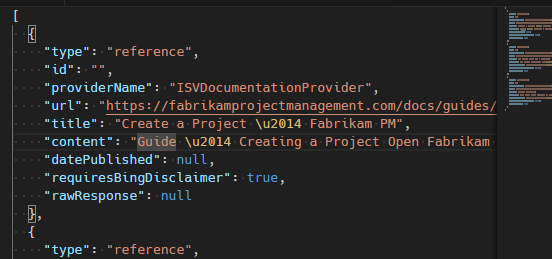 [
{
"type": "reference",
"id": "",
"providerName": "ISVDocumentationProvider",
"url": "https://fabrikamprojectmanagement.com/docs/guides/
"title": "Create a Project \u2014 Fabrikam PM",
"content": "Guide \u2014 Creating a Project Open Fabrikam
"datePublished": null,
"requiresBingDisclaimer": true,
"rawResponse": null
},
{
"type": "reference",